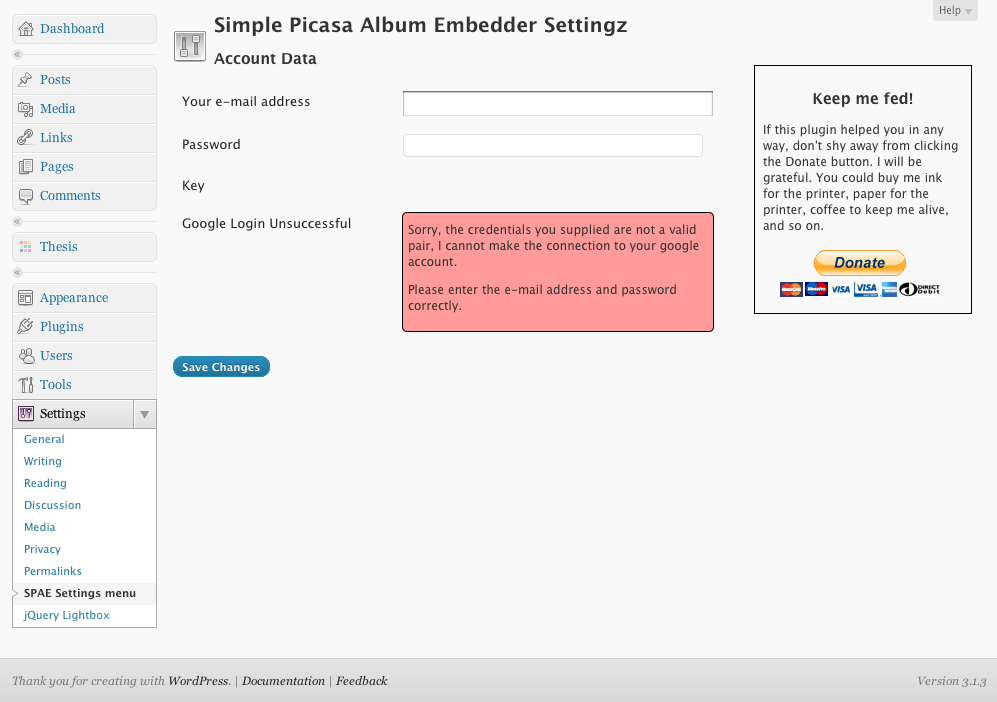 Help
Dashboard
Posts
Media
Links
Pages
Comments
Thesis
Appearance
Plugins
Users
Tools
Settings
General
Writing
Reading
Discussion
Media
Privacy
Permalinks
SPAE Settings menu
jQuery Lightbox
Simple Picasa Album Embedder Settingz
Account Data
Your e-mail address
Password
Key
Google Login Unsuccessful
Sorry, the credentials you supplied are not a valid
pair, I cannot make the connection to your google
account.
Please enter the e-mail address and password
correctly.
Save Changes
Keep me fed!
If this plugin helped you in any
way, don't shy away from clicking
the Donate button. I will be
grateful. You could buy me ink
for the printer, paper for the
printer, coffee to keep me alive,
and so on.
Donate
MasterCard Maestro VISA VISA DIRECT
Debit
Thank you for creating with WordPress. | Documentation | Feedback
Version 3.1.3